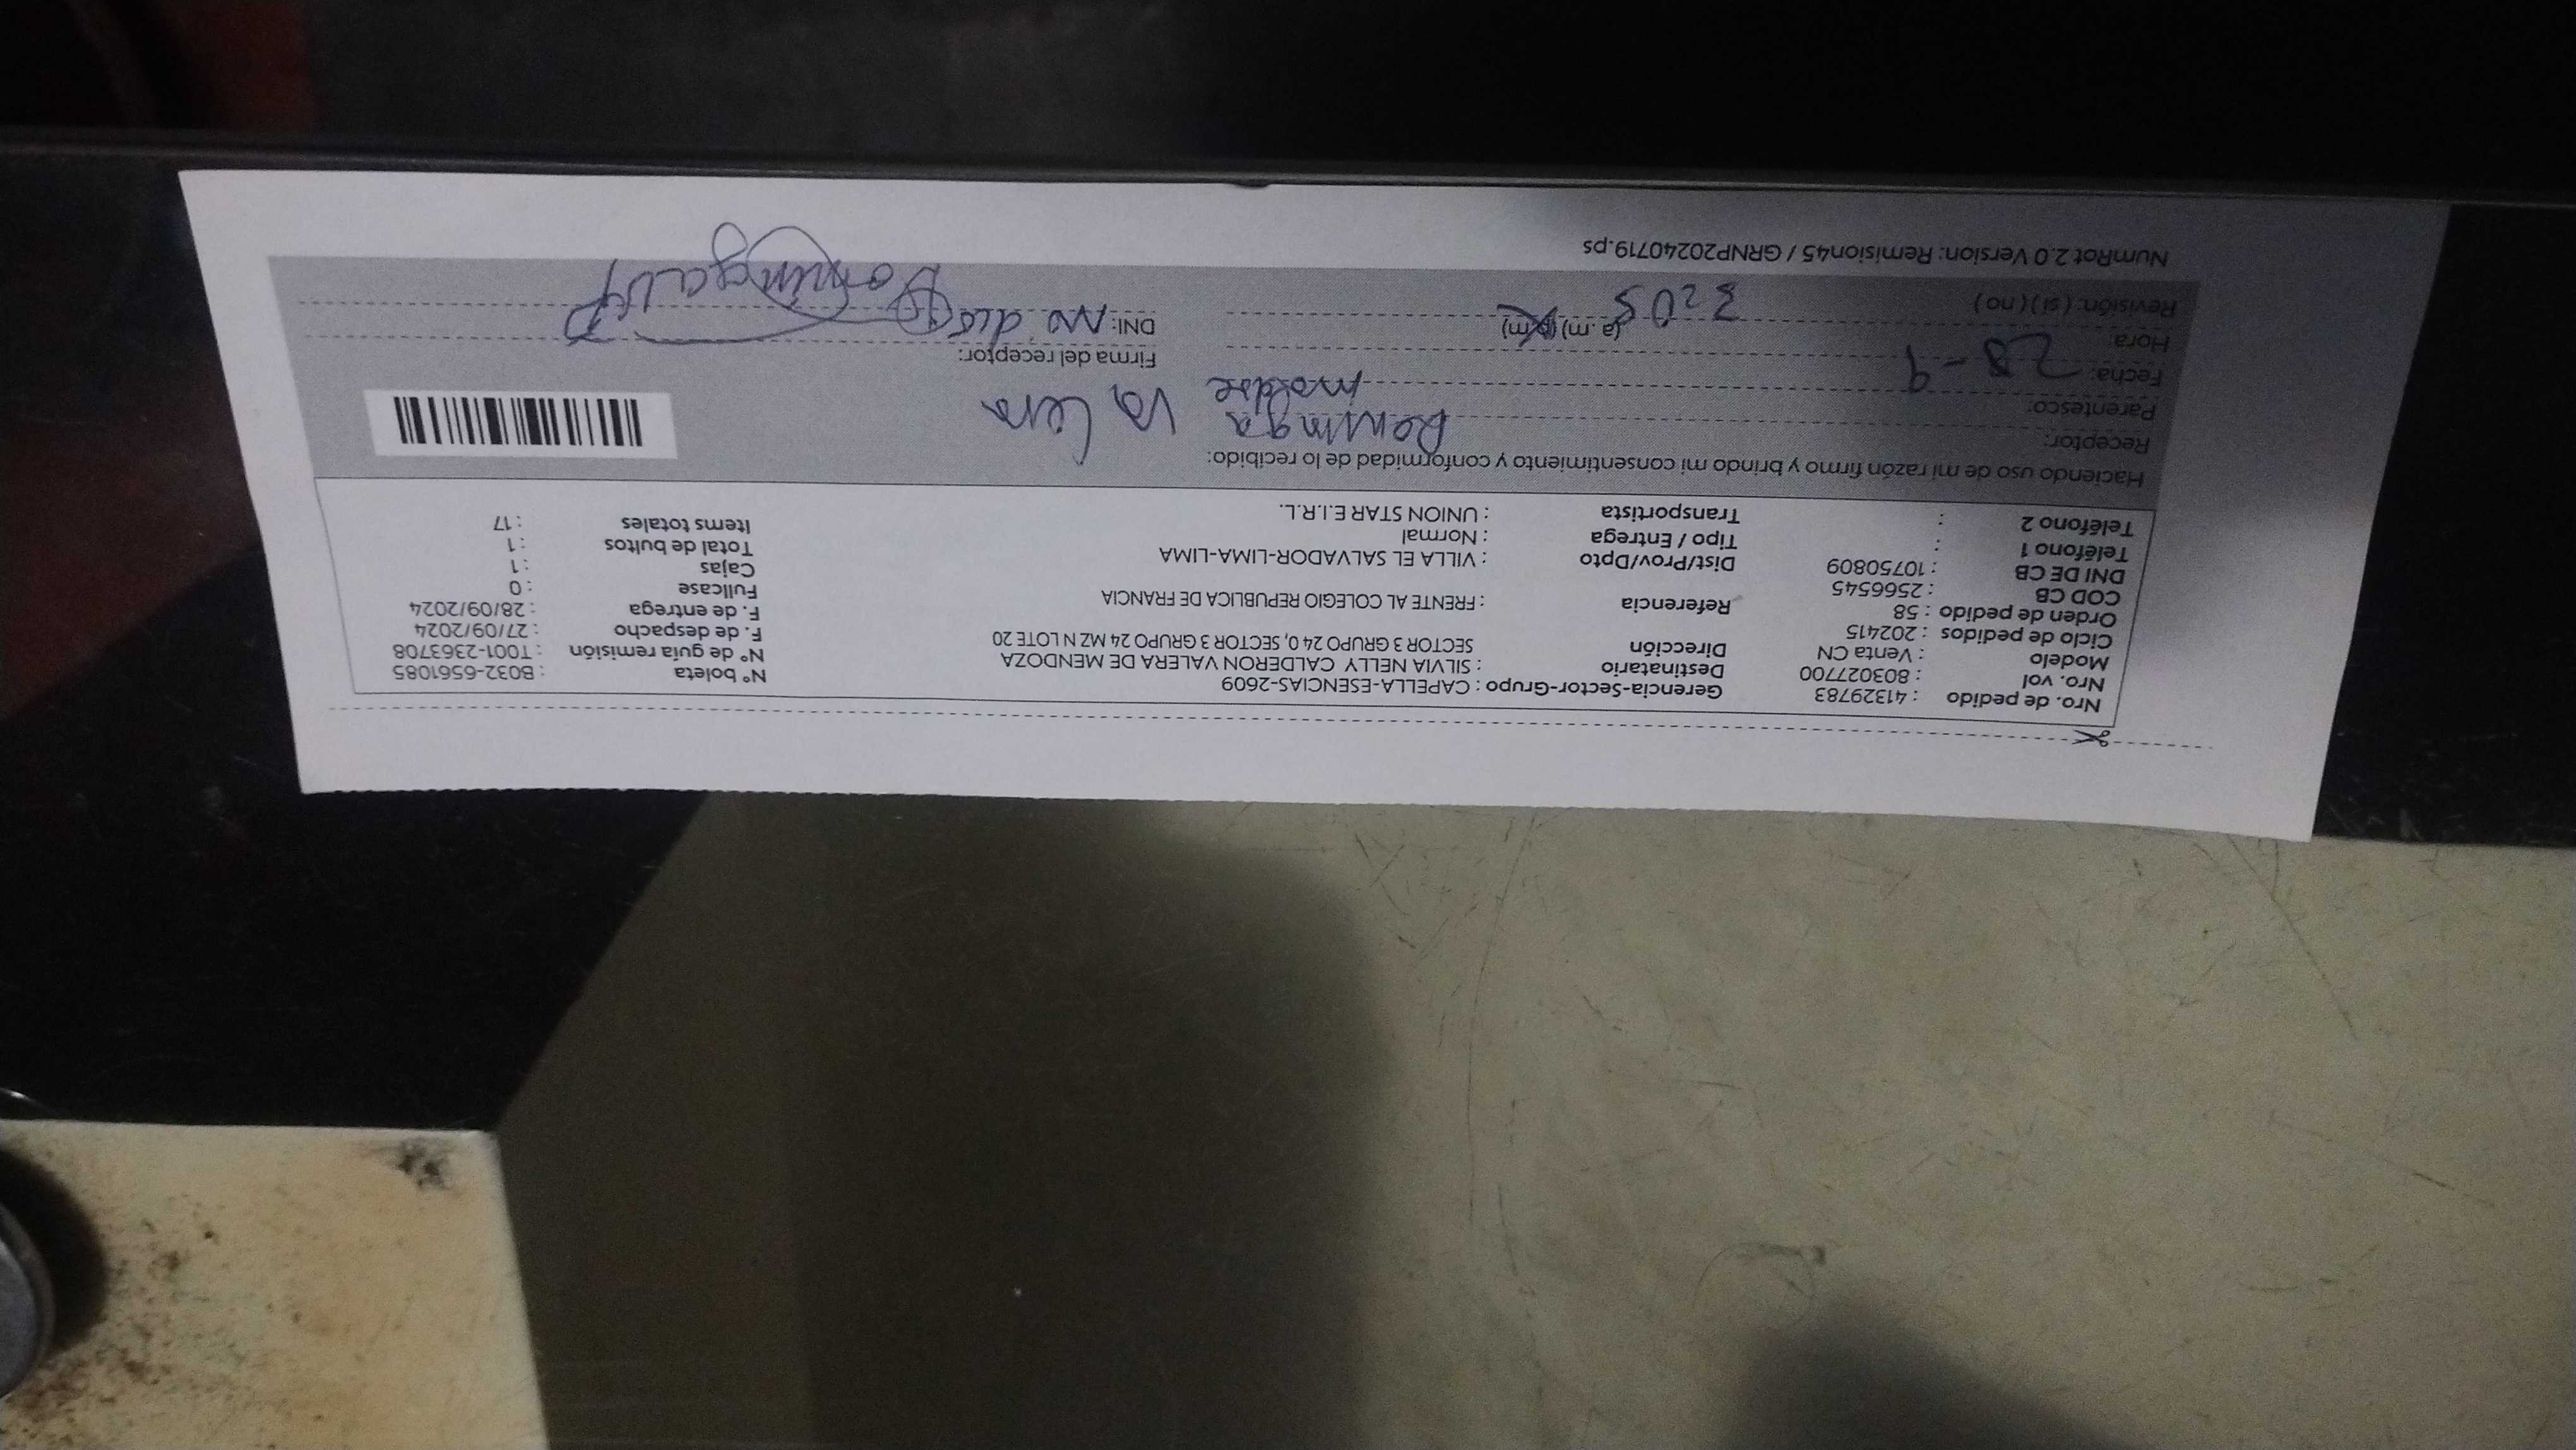 Nro. de pedido : 41329783 Gerencia-Sector-Grupo : CAPELLA-ESENCIAS-2609 N° boleta : B032-6561085
Nro. vol : 803027700 Destinatario : SILVIA NELLY CALDERON VALERA DE MENDOZA N° de guía remisión : T001-2363708
Modelo : Venta CN Dirección SECTOR 3 GRUPO 24 0, SECTOR 3 GRUPO 24 MZ N LOTE 20 F. de despacho : 27/09/2024
Ciclo de pedidos : 202415 F. de entrega : 28/09/2024
Orden de pedido : 58 Referencia : FRENTE AL COLEGIO REPUBLICA DE FRANCIA Fullcase : 0
COD CB : 2566545 Cajas : 1
DNI DE CB : 10750809 Dist/Prov/Dpto : VILLA EL SALVADOR-LIMA-LIMA Total de bultos : 1
Teléfono 1 : Tipo / Entrega : Normal Items totales : 17
Teléfono 2 : Transportista : UNION STAR E.I.R.L.
Haciendo uso de mi razón firmo y brindo mi consentimiento y conformidad de lo recibido:
Receptor: Valera
Parentesco: madre
Fecha: 28-9 Firma del receptor:
Hora: 3:05 (a. m) (p. m) DNI: no dio
Revisión: ( si ) ( no )
NumRot 2.0 Version: Remision45 / GRNP20240719.ps